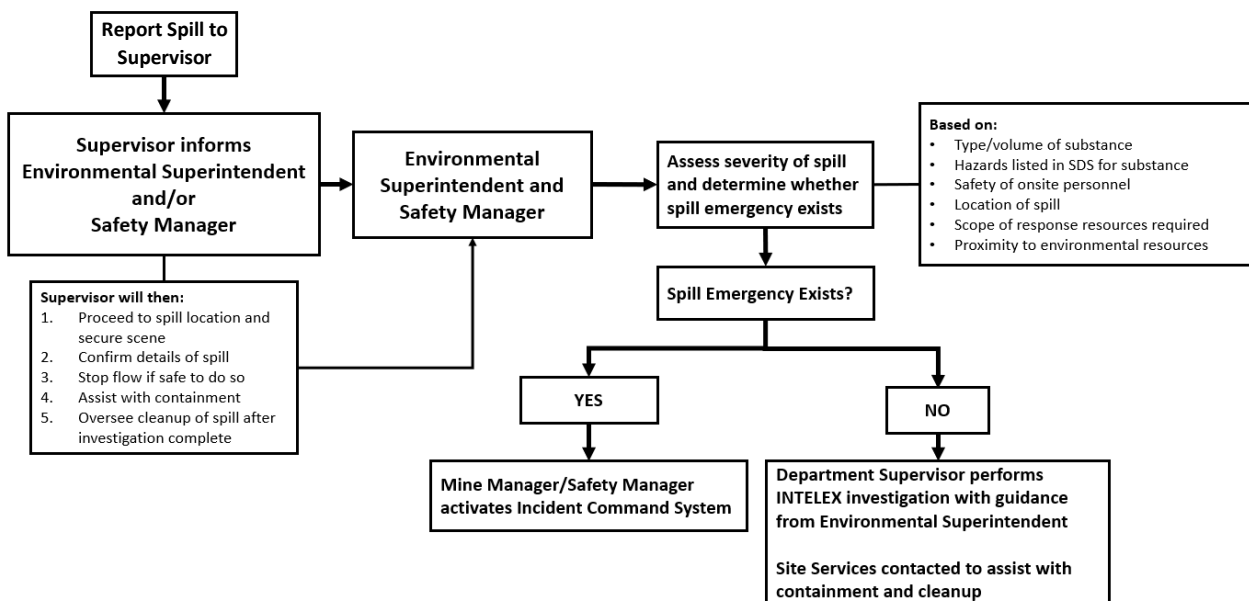 Report Spill to
Supervisor
Supervisor informs
Environmental Superintendent
and/or
Safety Manager
Environmental
Superintendent and
Safety Manager
Assess severity of spill
and determine whether
spill emergency exists
Based on:
• Type/volume of substance
• Hazards listed in SDS for substance
• Safety of onsite personnel
• Location of spill
• Scope of response resources required
• Proximity to environmental resources
Supervisor will then:
1. Proceed to spill location and
secure scene
2. Confirm details of spill
3. Stop flow if safe to do so
4. Assist with containment
5. Oversee cleanup of spill after
investigation complete
Spill Emergency Exists?
YES
NO
Mine Manager/Safety Manager
activates Incident Command System
Department Supervisor performs
INTELEX investigation with guidance
from Environmental Superintendent
Site Services contacted to assist with
containment and cleanup